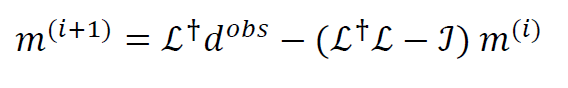 m^{(i+1)} = ℒ^† d^{obs} − (ℒ^† ℒ − ℐ) m^{(i)}